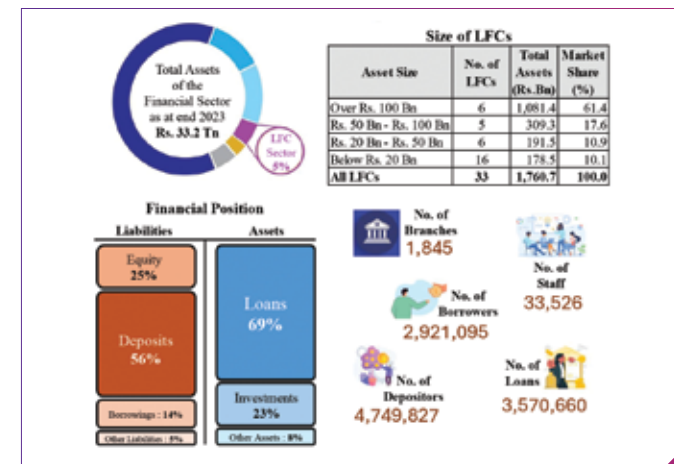 Total Assets
of the
Financial Sector
as at end 2023
Rs. 33.2 Tn
LFC
Sector
5%
Size of LFCs
Asset Size No. of LFCs Total Assets (Rs.Bn) Market Share (%)
Over Rs. 100 Bn 6 1,081.4 61.4
Rs. 50 Bn - Rs. 100 Bn 5 309.3 17.6
Rs. 20 Bn - Rs. 50 Bn 6 191.5 10.9
Below Rs. 20 Bn 16 178.5 10.1
All LFCs 33 1,760.7 100.0
Financial Position
Liabilities Assets
Equity
25%
Deposits
56%
Borrowings : 14%
Other Liabilities : 5%
Loans
69%
Investments
23%
Other Assets : 8%
No. of
Branches
1,845
No. of
Staff
33,526
No. of
Borrowers
2,921,095
No. of
Depositors
4,749,827
No. of
Loans
3,570,660